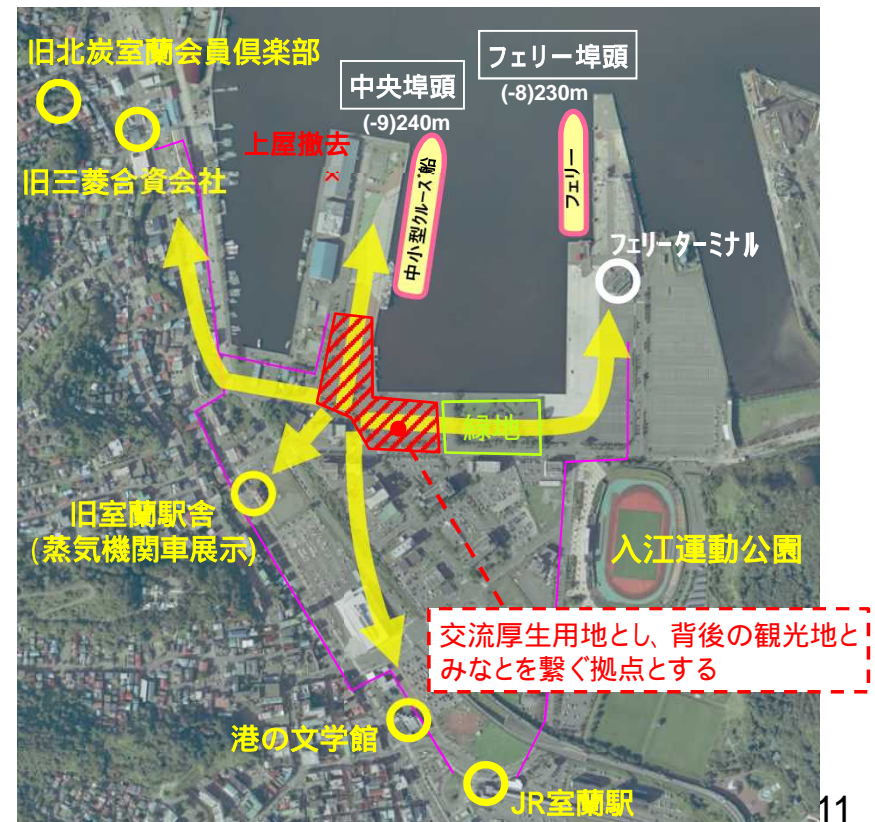 旧北炭室蘭会員倶楽部
フェリー埠頭
(-8)230m
中央埠頭
(-9)240m
上屋撤去
旧三菱合資会社
中小型クルーズ船
フェリー
フェリーターミナル
緑地
旧室蘭駅舎
(蒸気機関車展示)
入江運動公園
交流厚生用地とし、背後の観光地と
みなとを繋ぐ拠点とする
港の文学館
JR室蘭駅
11